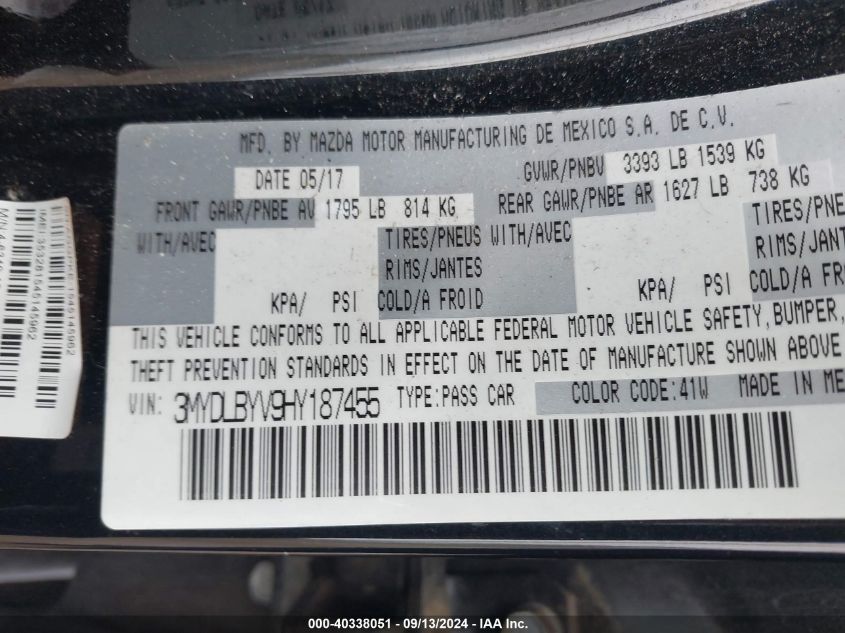 MFD. BY MAZDA MOTOR MANUFACTURING DE MEXICO S.A. DE C.V.
DATE 05/17 GVWR/PNBV 3393 LB 1539 KG
FRONT GAWR/PNBE AV 1795 LB 814 KG REAR GAWR/PNBE AR 1627 LB 738 KG
WITH/AVEC TIRES/PNEUS WITH/AVEC TIRES/PNE
RIMS/JANTES RIMS/JANTE
KPA/ PSI COLD/A FROID KPA/ PSI COLD/A FROI
THIS VEHICLE CONFORMS TO ALL APPLICABLE FEDERAL MOTOR VEHICLE SAFETY, BUMPER,
THEFT PREVENTION STANDARDS IN EFFECT ON THE DATE OF MANUFACTURE SHOWN ABOVE
VIN: 3MYDLBYV9HY187455 TYPE:PASS CAR COLOR CODE:41W MADE IN ME
000-40338051 - 09/13/2024 - IAA Inc.